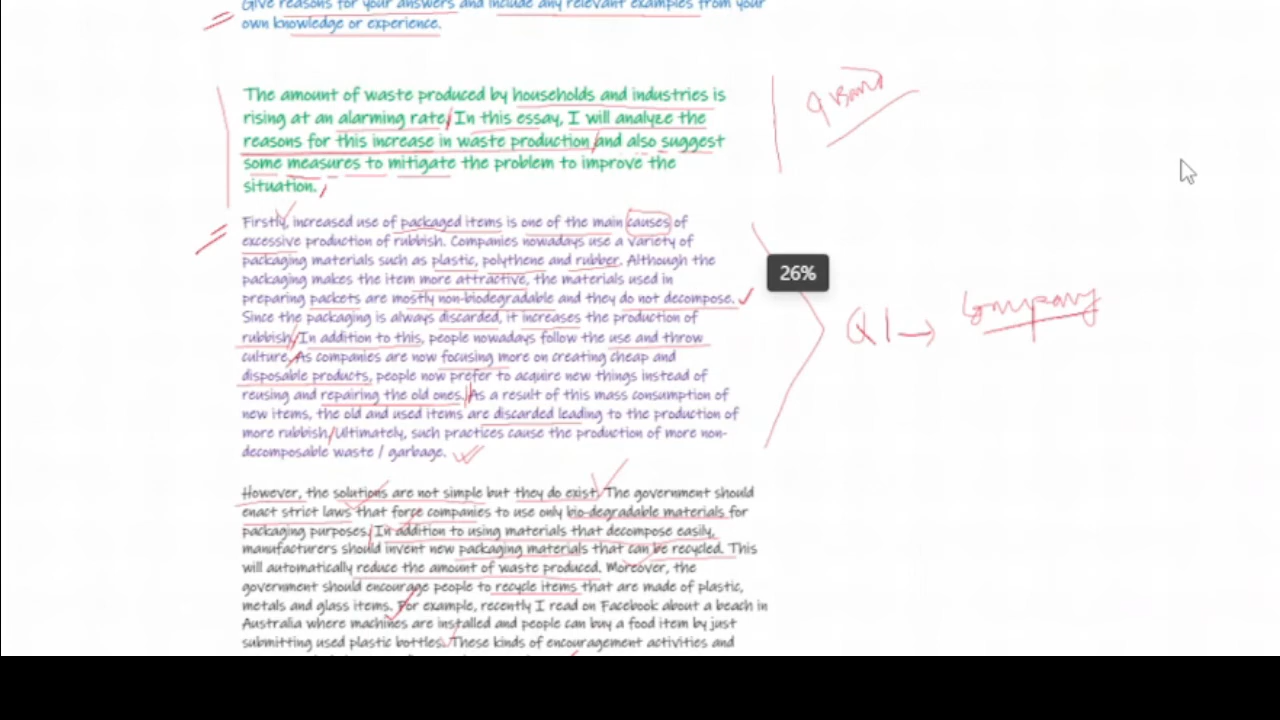 Give reasons for your answers and include any relevant examples from your
own knowledge or experience.
The amount of waste produced by households and industries is
rising at an alarming rate. In this essay, I will analyze the
reasons for this increase in waste production and also suggest
some measures to mitigate the problem to improve the
situation.
9 Band
Firstly, increased use of packaged items is one of the main causes of
excessive production of rubbish. Companies nowadays use a variety of
packaging materials such as plastic, polythene and rubber. Although the
packaging makes the item more attractive, the materials used in
preparing packets are mostly non-biodegradable and they do not decompose.
Since the packaging is always discarded, it increases the production of
rubbish. In addition to this, people nowadays follow the use and throw
culture. As companies are now focusing more on creating cheap and
disposable products, people now prefer to acquire new things instead of
reusing and repairing the old ones. As a result of this mass consumption of
new items, the old and used items are discarded leading to the production of
more rubbish. Ultimately, such practices cause the production of more non-
decomposable waste / garbage.
26%
Q1 → Company
However, the solutions are not simple but they do exist. The government should
enact strict laws that force companies to use only bio-degradable materials for
packaging purposes. In addition to using materials that decompose easily,
manufacturers should invent new packaging materials that can be recycled. This
will automatically reduce the amount of waste produced. Moreover, the
government should encourage people to recycle items that are made of plastic,
metals and glass items. For example, recently I read on Facebook about a beach in
Australia where machines are installed and people can buy a food item by just
submitting used plastic bottles. These kinds of encouragement activities and